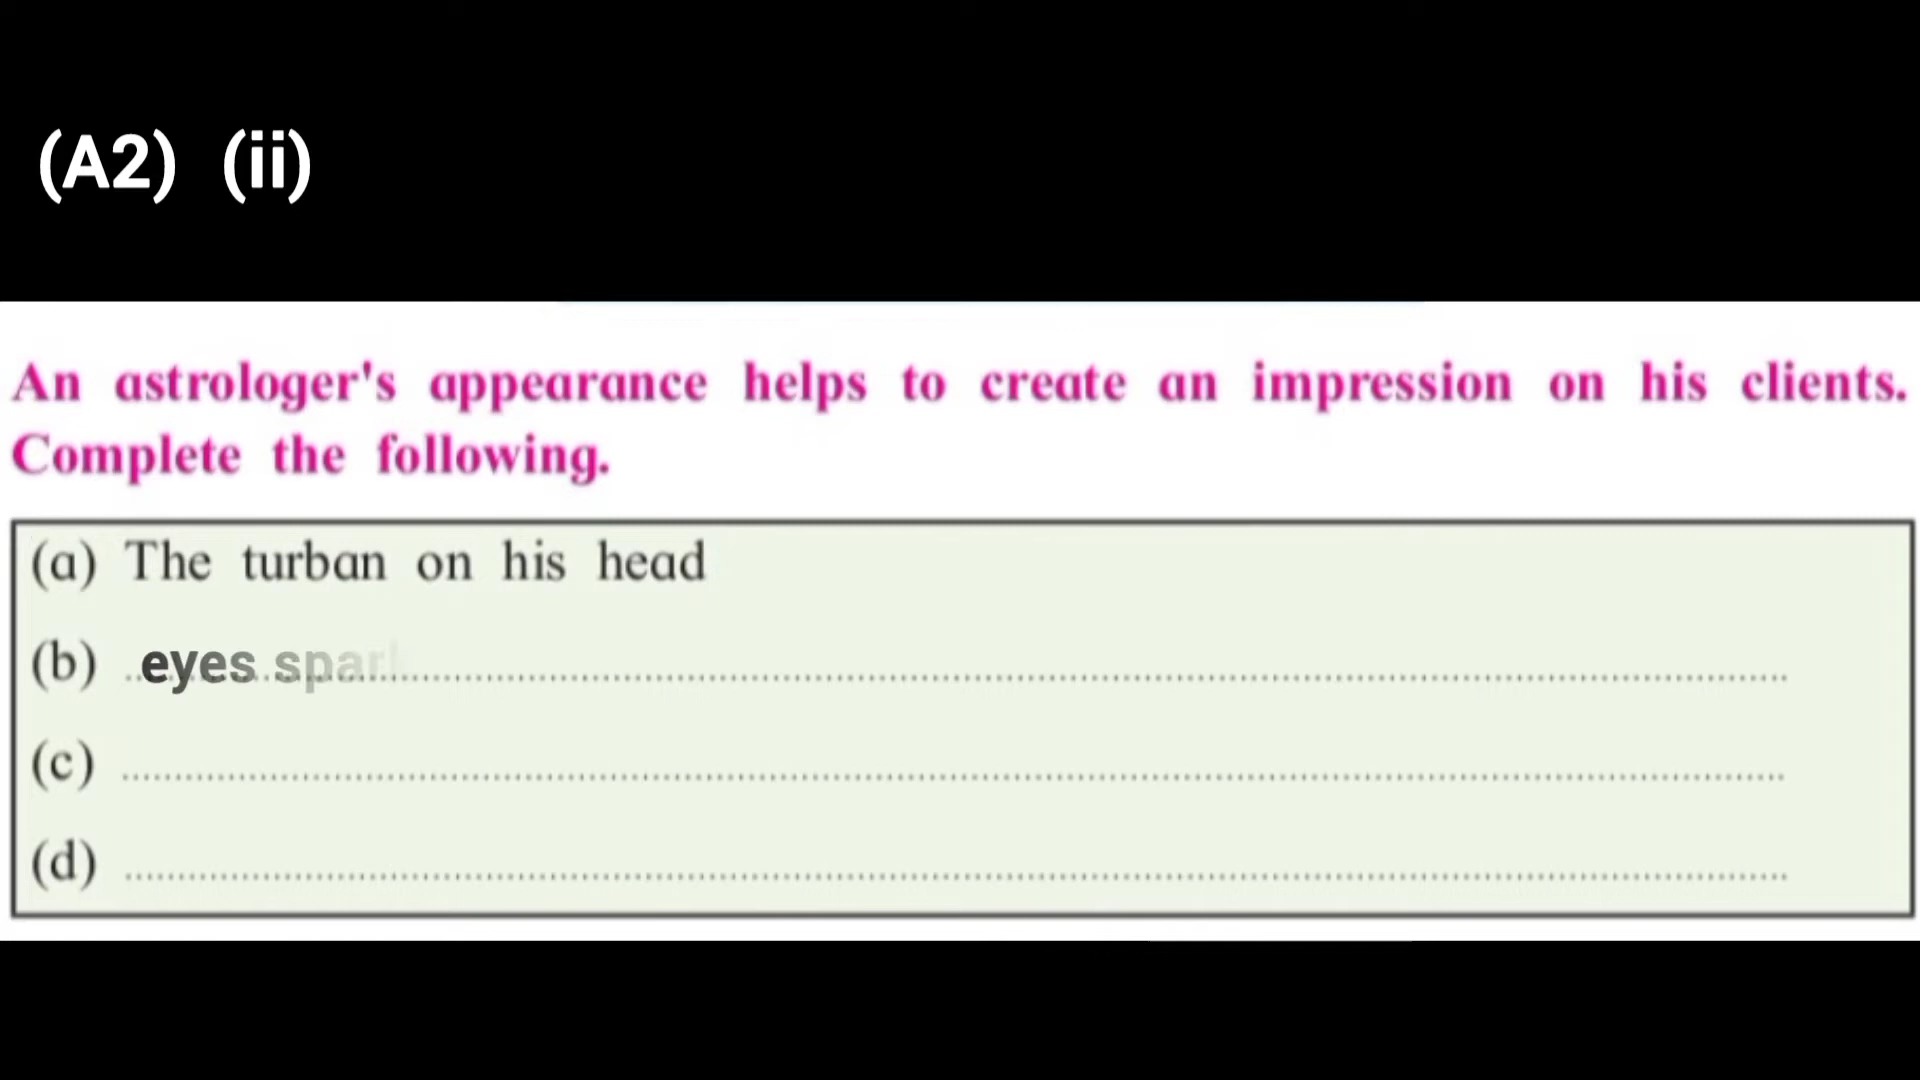 (A2) (ii)
An astrologer's appearance helps to create an impression on his clients.
Complete the following.
(a) The turban on his head
(b) eyes spark
(c)
(d)